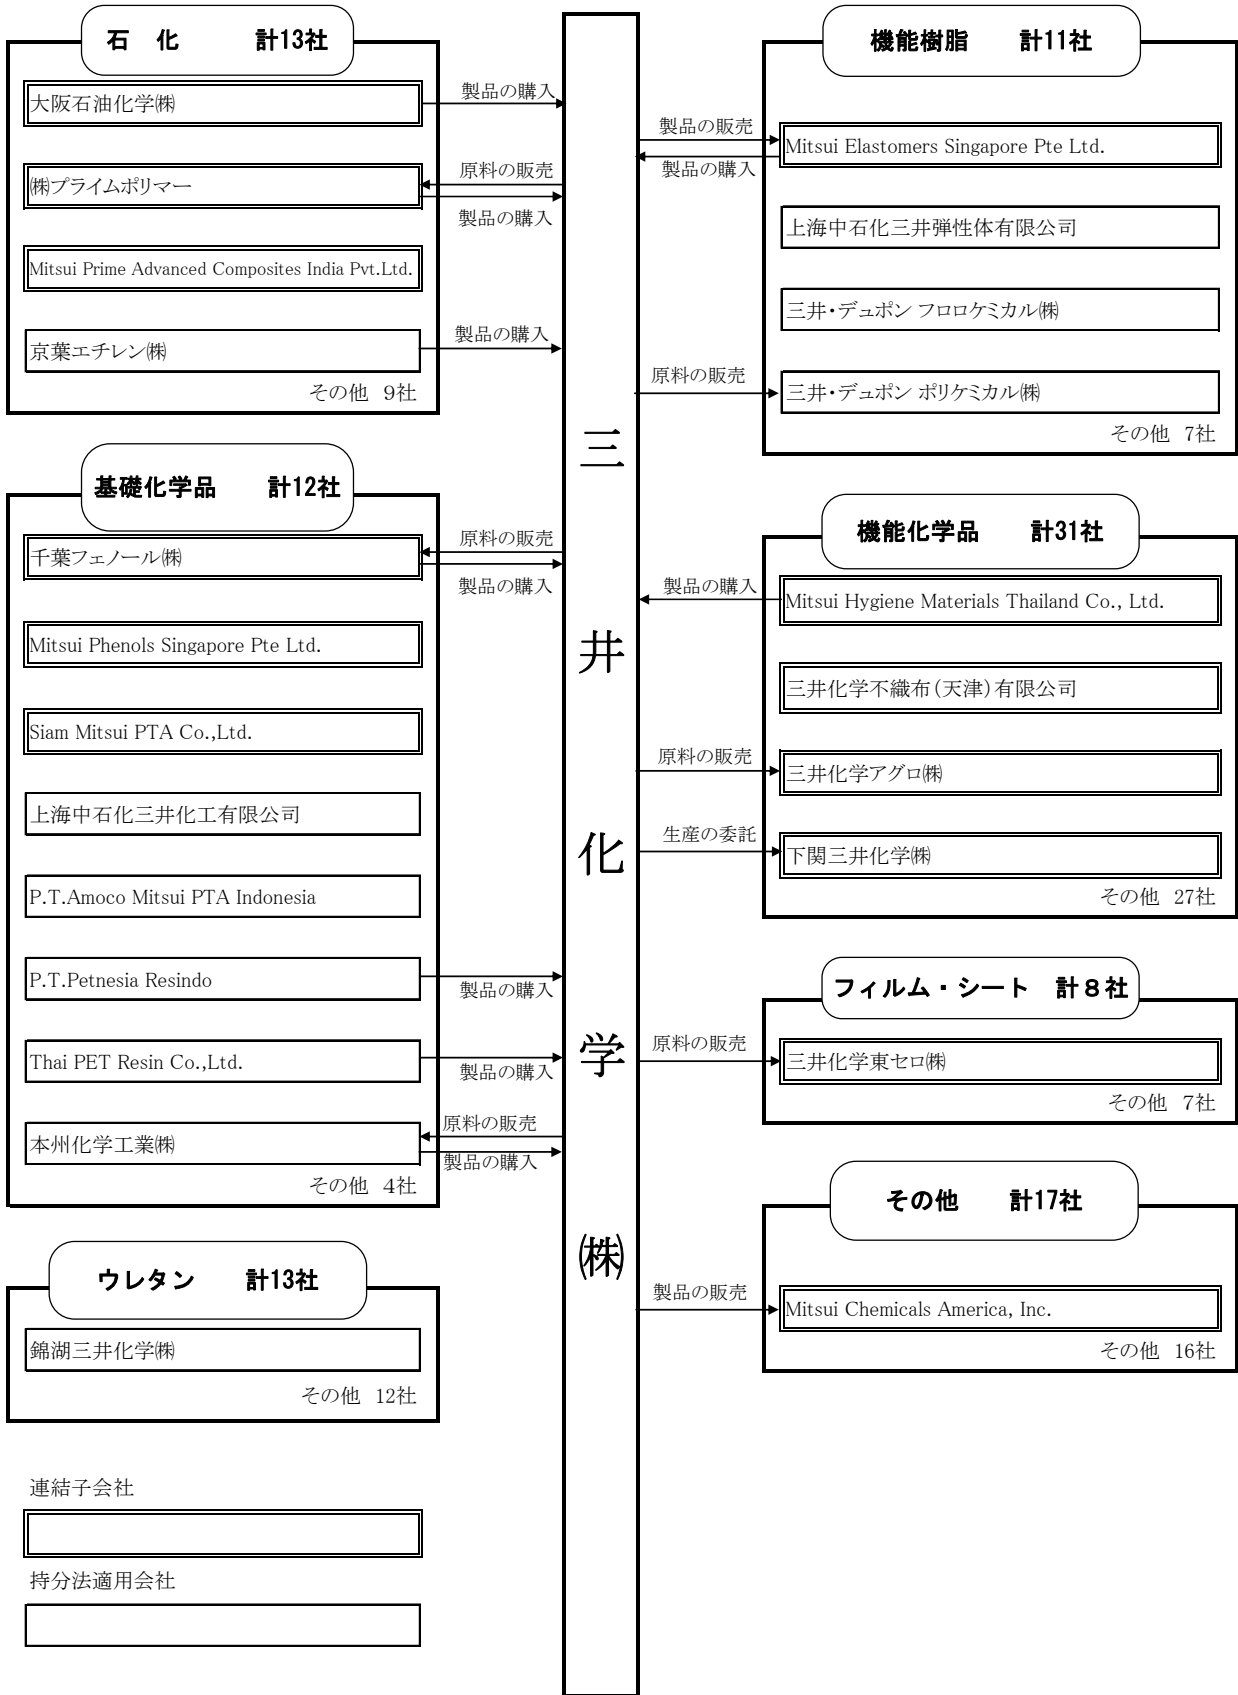 石　化　　計13社
大阪石油化学㈱
製品の購入
㈱プライムポリマー
原料の販売
製品の購入
Mitsui Prime Advanced Composites India Pvt.Ltd.
京葉エチレン㈱
製品の購入
その他 9社
基礎化学品　　計12社
千葉フェノール㈱
原料の販売
製品の購入
Mitsui Phenols Singapore Pte Ltd.
Siam Mitsui PTA Co.,Ltd.
上海中石化三井化工有限公司
P.T.Amoco Mitsui PTA Indonesia
P.T.Petnesia Resindo
製品の購入
Thai PET Resin Co.,Ltd.
製品の購入
本州化学工業㈱
原料の販売
製品の購入
その他 4社
ウレタン　　計13社
錦湖三井化学㈱
その他 12社
連結子会社
持分法適用会社
三井化学㈱
機能樹脂　　計11社
製品の販売
製品の購入
Mitsui Elastomers Singapore Pte Ltd.
上海中石化三井弾性体有限公司
三井・デュポン フロロケミカル㈱
原料の販売
三井・デュポン ポリケミカル㈱
その他 7社
機能化学品　　計31社
製品の購入
Mitsui Hygiene Materials Thailand Co., Ltd.
三井化学不織布(天津)有限公司
原料の販売
三井化学アグロ㈱
生産の委託
下関三井化学㈱
その他 27社
フィルム・シート　計８社
原料の販売
三井化学東セロ㈱
その他 7社
その他　　計17社
製品の販売
Mitsui Chemicals America, Inc.
その他 16社